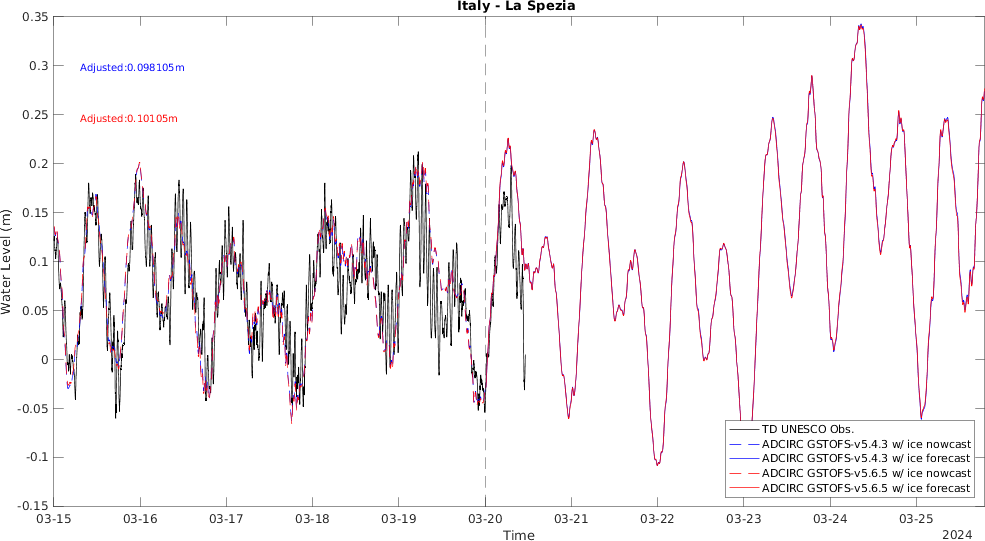 Italy - La Spezia
0.35
0.3
0.25
0.2
0.15
0.1
0.05
0
-0.05
-0.1
-0.15
Water Level (m)
Adjusted:0.098105m
Adjusted:0.10105m
TD UNESCO Obs.
ADCIRC GSTOFS-v5.4.3 w/ ice nowcast
ADCIRC GSTOFS-v5.4.3 w/ ice forecast
ADCIRC GSTOFS-v5.6.5 w/ ice nowcast
ADCIRC GSTOFS-v5.6.5 w/ ice forecast
03-15 03-16 03-17 03-18 03-19 03-20 03-21 03-22 03-23 03-24 03-25
Time
2024